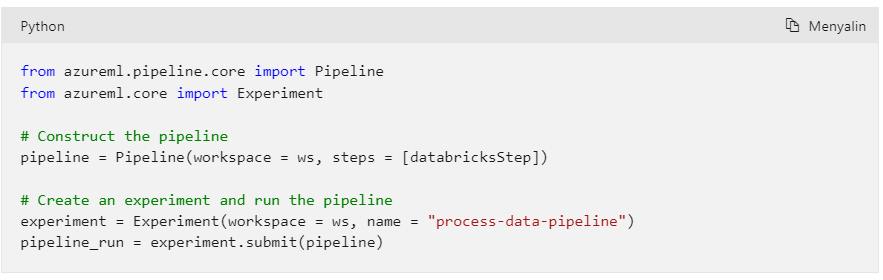 Python
Menyalin
from azureml.pipeline.core import Pipeline
from azureml.core import Experiment
# Construct the pipeline
pipeline = Pipeline(workspace = ws, steps = [databricksStep])
# Create an experiment and run the pipeline
experiment = Experiment(workspace = ws, name = "process-data-pipeline")
pipeline_run = experiment.submit(pipeline)